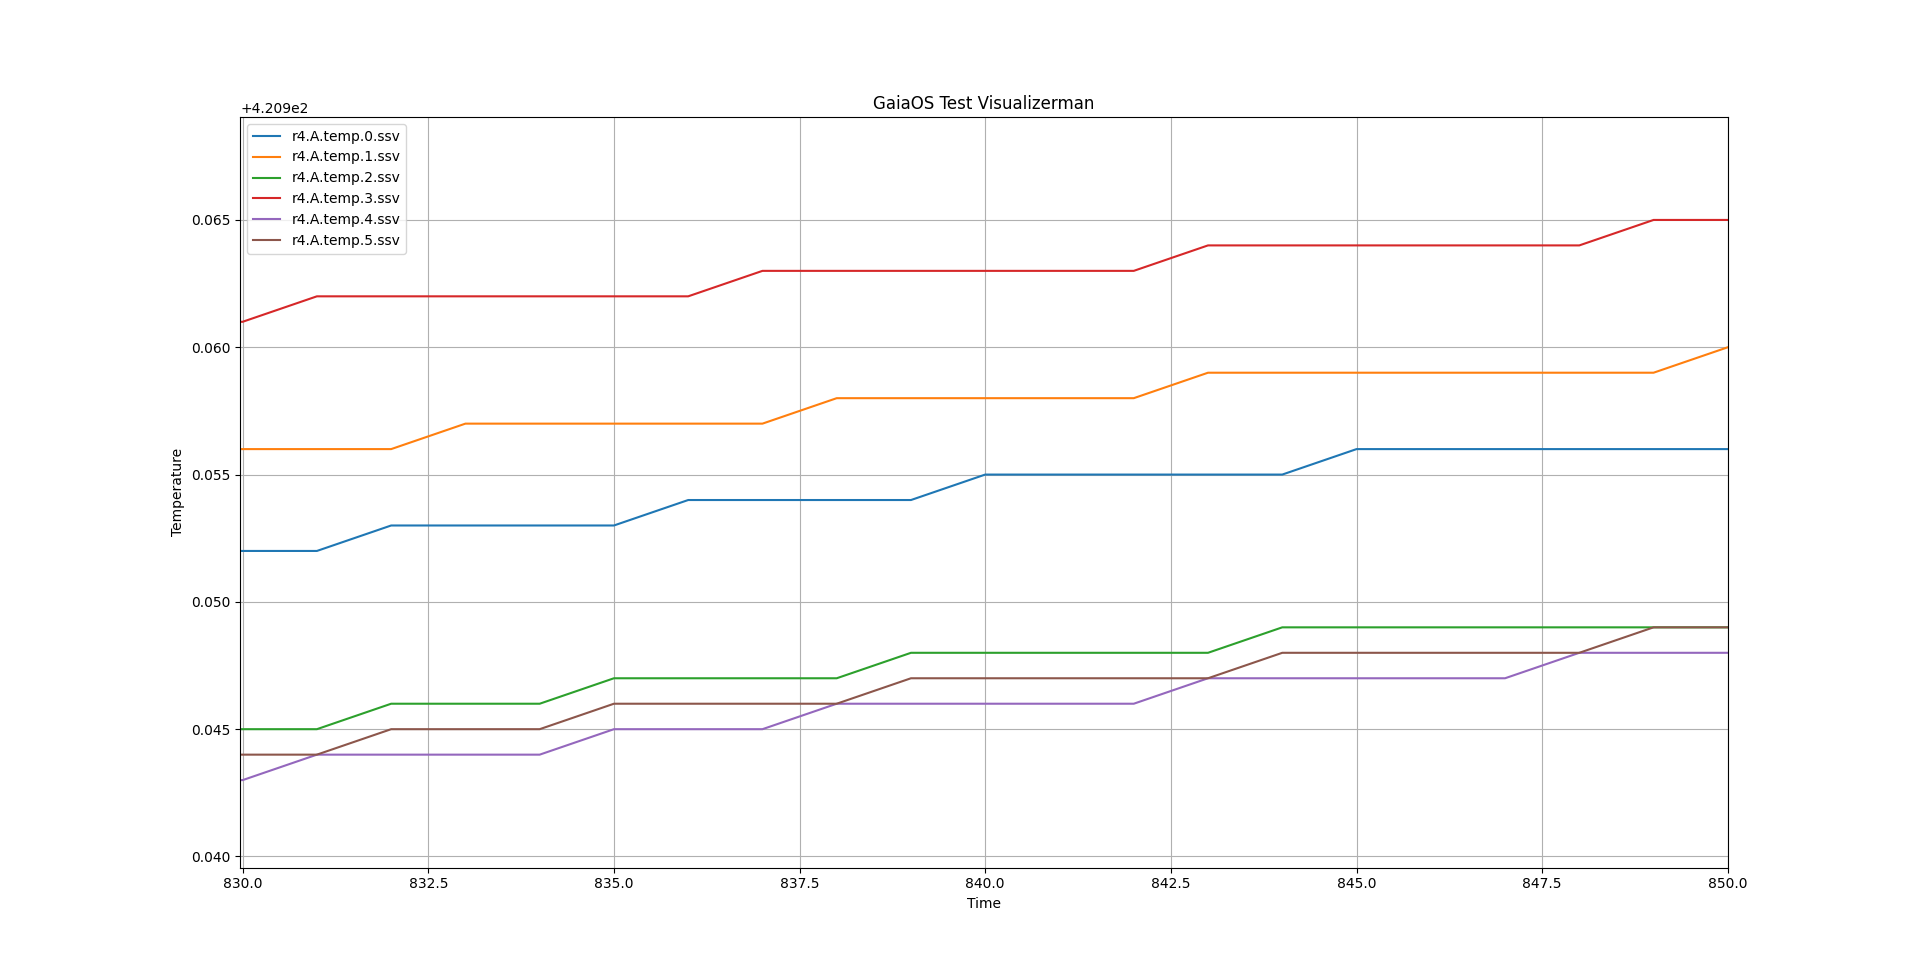 GaiaOS Test Visualizerman
+4.209e2
r4.A.temp.0.ssv
r4.A.temp.1.ssv
r4.A.temp.2.ssv
r4.A.temp.3.ssv
r4.A.temp.4.ssv
r4.A.temp.5.ssv
0.065
0.060
0.055
0.050
0.045
0.040
Temperature
830.0 832.5 835.0 837.5 840.0 842.5 845.0 847.5 850.0
Time